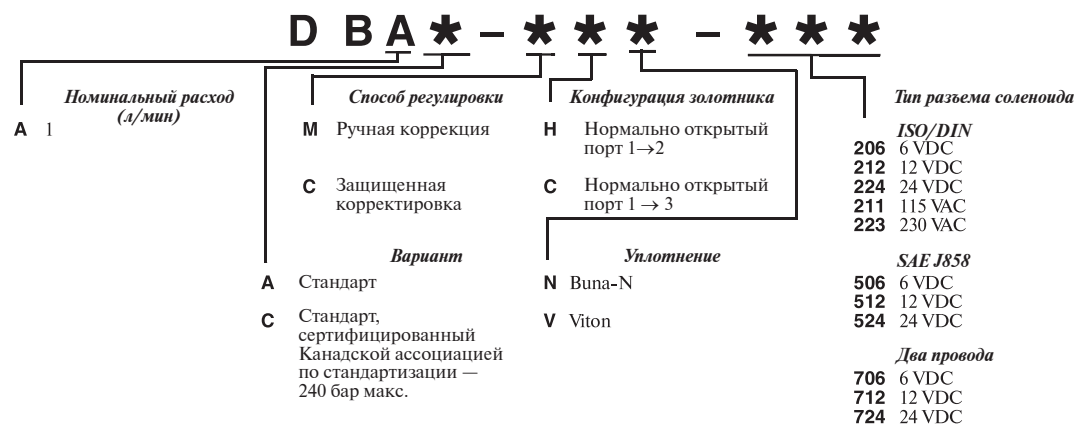 DBA*-***-***
Номинальный расход
(л/мин)
A 1
Способ регулировки
M Ручная коррекция
C Защищенная
корректировка
Конфигурация золотника
H Нормально открытый
порт 1→2
C Нормально открытый
порт 1 → 3
Вариант
A Стандарт
C Стандарт,
сертифицированный
Канадской ассоциацией
по стандартизации —
240 бар макс.
Уплотнение
N Buna-N
V Viton
Тип разъема соленоида
ISO/DIN
206 6 VDC
212 12 VDC
224 24 VDC
211 115 VAC
223 230 VAC
SAE J858
506 6 VDC
512 12 VDC
524 24 VDC
Два провода
706 6 VDC
712 12 VDC
724 24 VDC